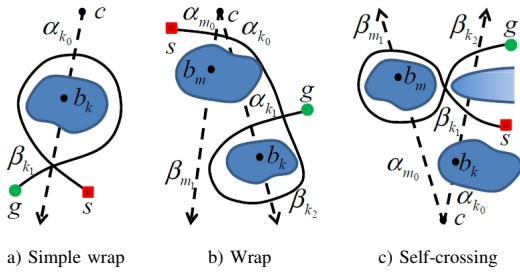 c
α_{k_0}
b_k
β_{k_1}
g
s
a) Simple wrap
α_{m_0}
c
α_{k_0}
s
b_m
α_{k_1}
g
b_k
β_{m_1}
β_{k_2}
b) Wrap
β_{m_1}
β_{k_2}
g
b_m
β_{k_1}
s
α_{m_0}
b_k
α_{k_0}
c
c) Self-crossing